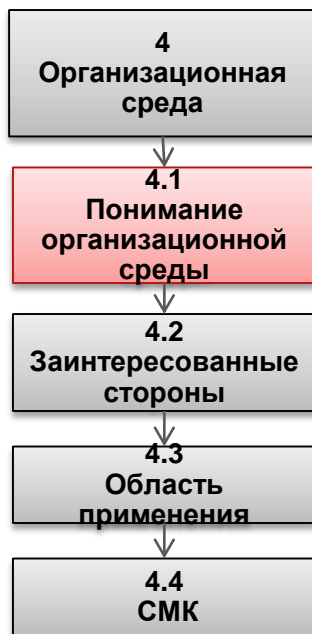 4
Организационная
среда
4.1
Понимание
организационной
среды
4.2
Заинтересованные
стороны
4.3
Область
применения
4.4
СМК